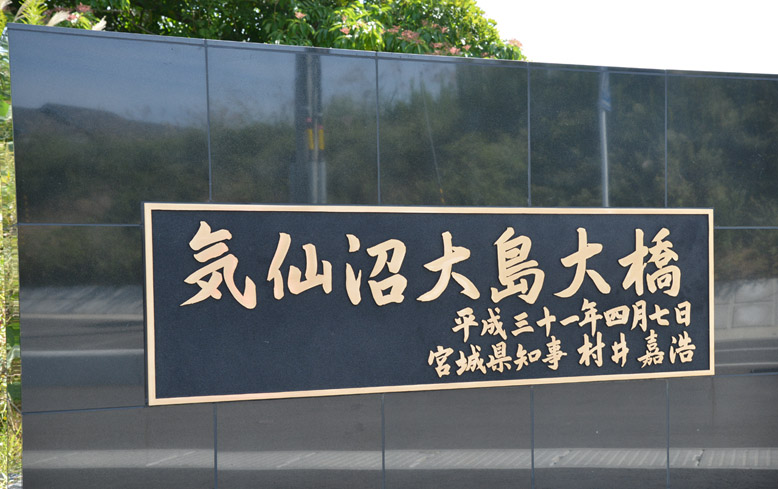 気仙沼大島大橋
平成三十一年四月七日
宮城県知事 村井嘉浩